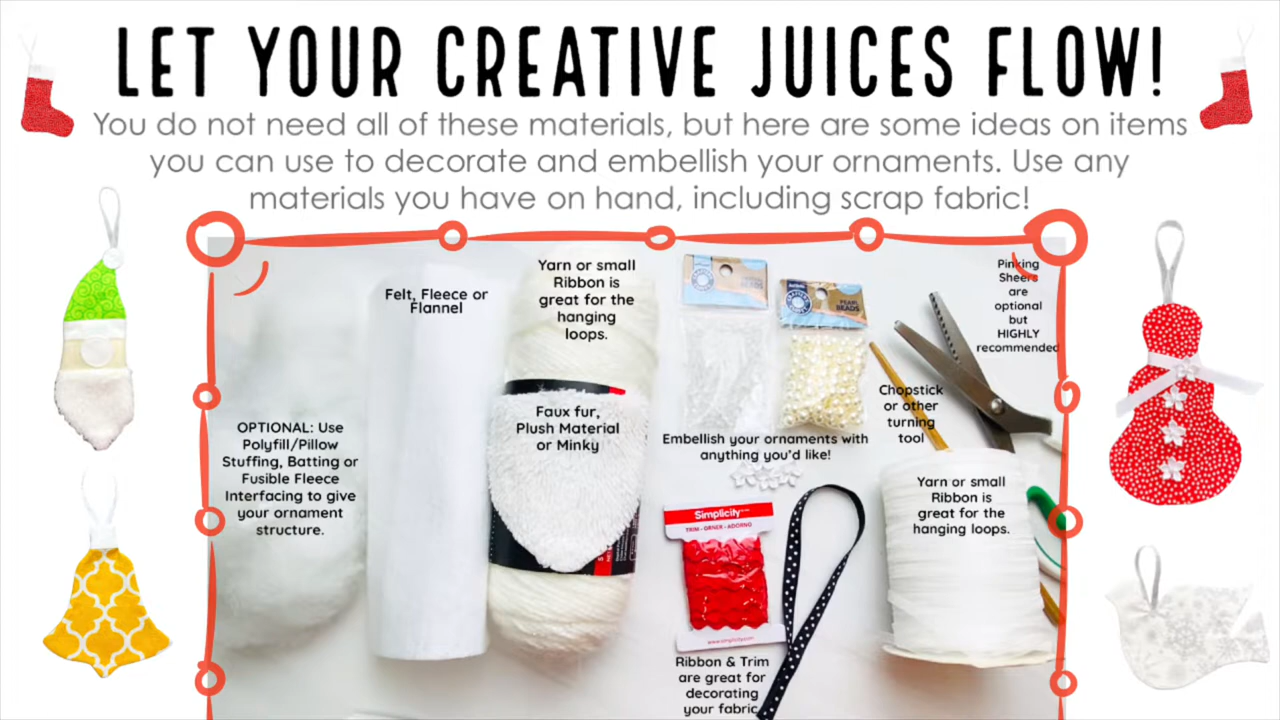 LET YOUR CREATIVE JUICES FLOW!
You do not need all of these materials, but here are some ideas on items
you can use to decorate and embellish your ornaments. Use any
materials you have on hand, including scrap fabric!
OPTIONAL: Use
Polyfill/Pillow
Stuffing, Batting or
Fusible Fleece
Interfacing to give
your ornament
structure.
Felt, Fleece or
Flannel
Yarn or small
Ribbon is
great for the
hanging
loops.
Faux fur,
Plush Material
or Minky
PEARL
BEADS
Embellish your ornaments with
anything you'd like!
Pinking
Sheers
are
optional
but
HIGHLY
recommended
Chopstick
or other
turning
tool
Simplicity
TRIM - ORNER - ADORNO
www.simplicity.com
Ribbon & Trim
are great for
decorating
your fabric
Yarn or small
Ribbon is
great for the
hanging loops.